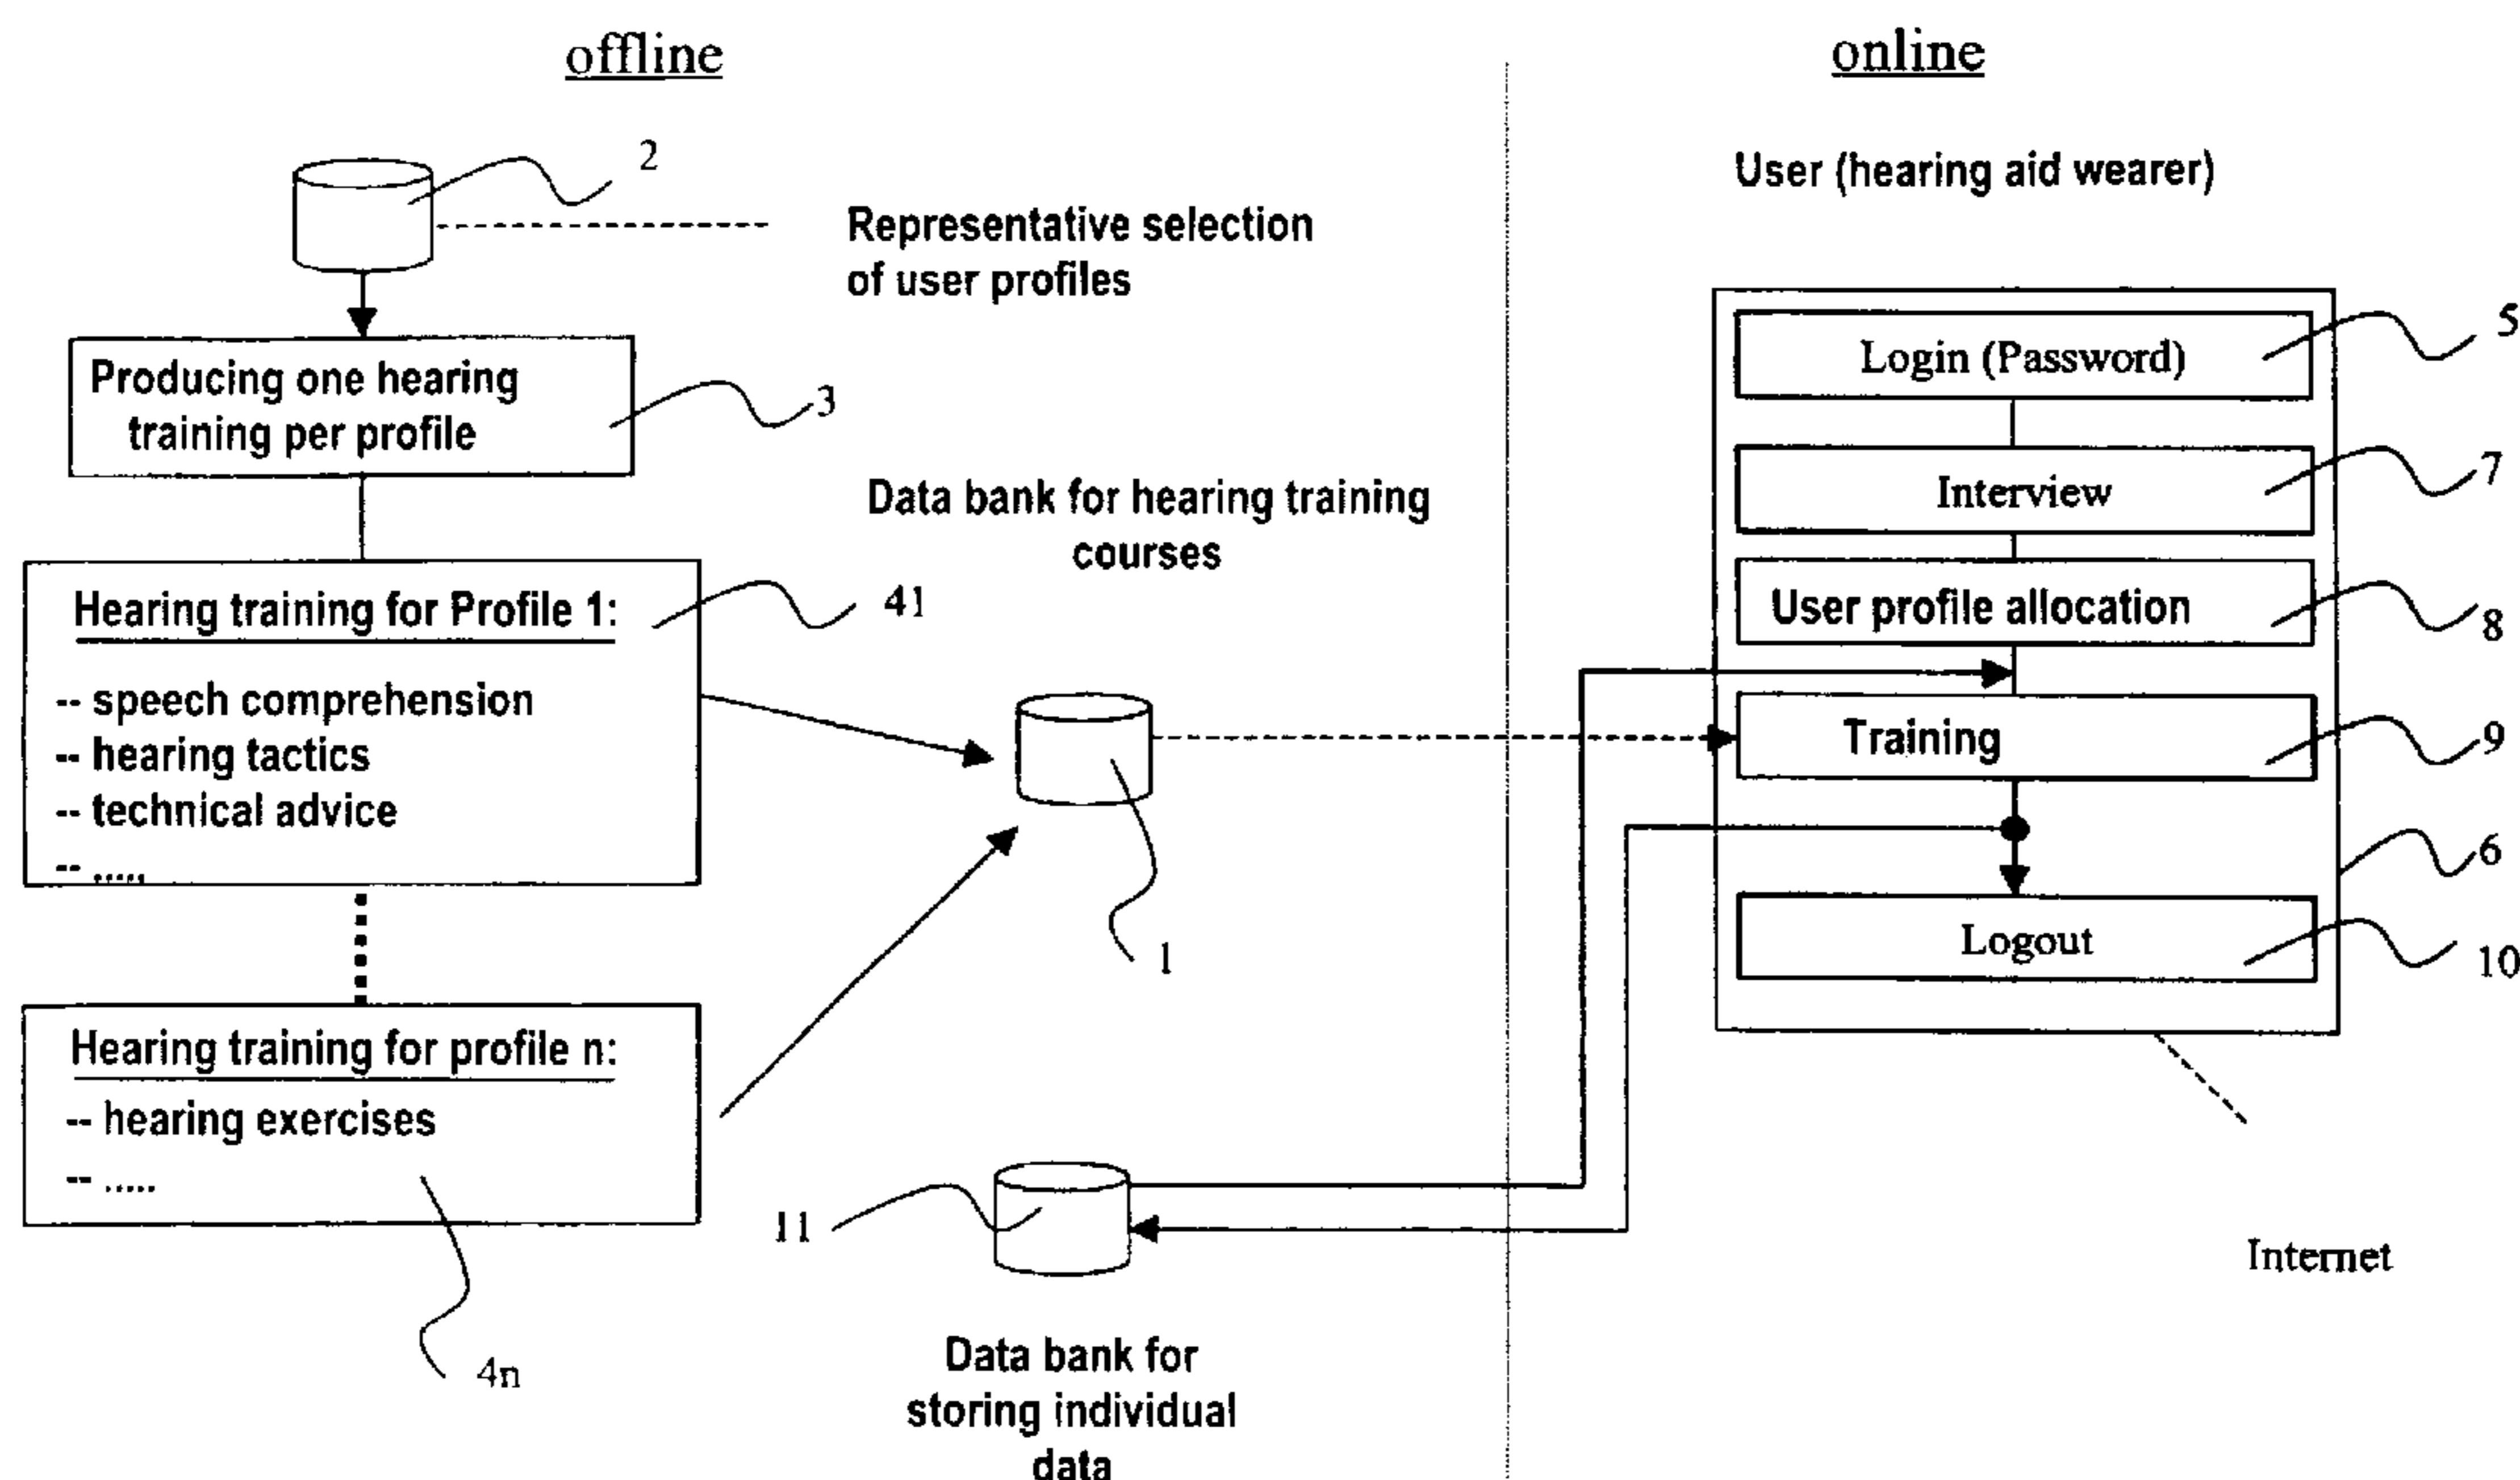 offline
2
Representative selection
of user profiles
Producing one hearing
training per profile
3
Data bank for hearing training
courses
Hearing training for Profile 1:
41
-- speech comprehension
-- hearing tactics
-- technical advice
-- .....
1
Hearing training for profile n:
-- hearing exercises
-- .....
4n
11
Data bank for
storing individual
data
online
User (hearing aid wearer)
Login (Password)
5
Interview
7
User profile allocation
8
Training
9
6
Logout
10
Internet